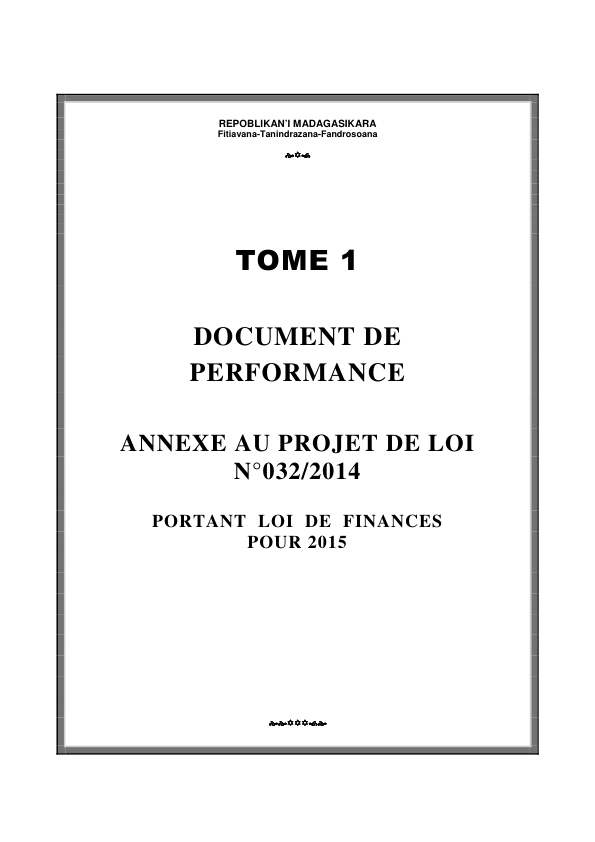 REPOBLIKAN'I MADAGASIKARA
Fitiavana-Tanindrazana-Fandrosoana
TOME 1
DOCUMENT DE
PERFORMANCE
ANNEXE AU PROJET DE LOI
N°032/2014
PORTANT LOI DE FINANCES
POUR 2015